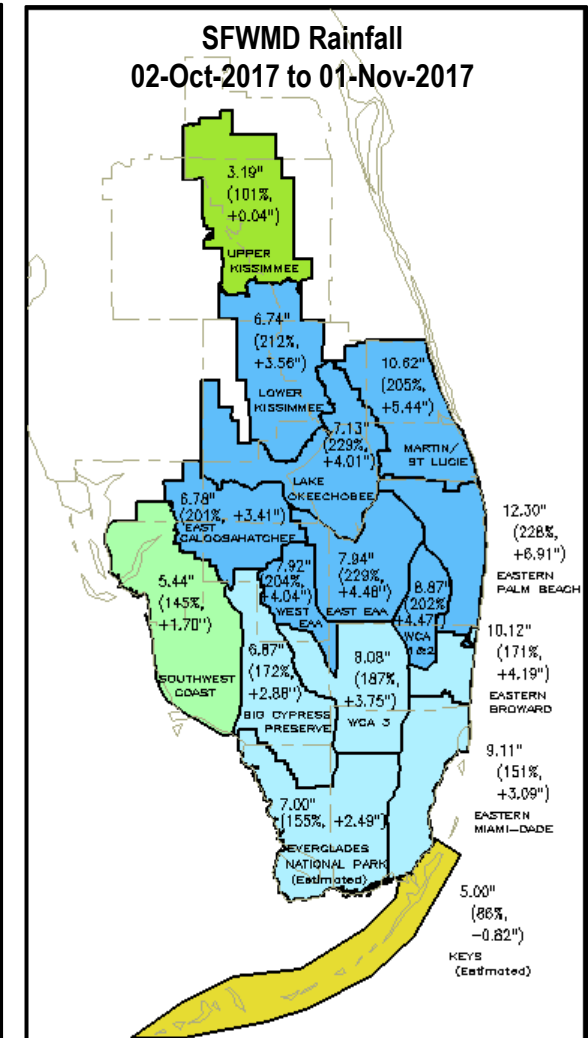 SFWMD Rainfall
02-Oct-2017 to 01-Nov-2017
3.19"
(101%,
+0.04")
UPPER
KISSIMMEE
6.74"
(212%,
+3.56")
LOWER
KISSIMMEE
10.62"
(205%,
+5.44")
MARTIN/
ST LUCIE
7.13"
(229%,
+4.01")
LAKE
OKEECHOBEE
6.78"
(201%, +3.41")
EAST
CALOOSAHATCHEE
12.30"
(228%,
+6.91")
EASTERN
PALM BEACH
5.44"
(145%,
+1.70")
SOUTHWEST
COAST
7.92"
(204%,
+4.04")
WEST
EAA
7.94"
(229%,
+4.48")
EAST EAA
8.87"
(202%,
+4.47")
WCA
1&2
10.12"
(171%,
+4.19")
EASTERN
BROWARD
6.87"
(172%,
+2.88")
BIG CYPRESS
PRESERVE
8.08"
(187%,
+3.75")
WCA 3
9.11"
(151%,
+3.09")
EASTERN
MIAMI-DADE
7.00"
(155%, +2.49")
EVERGLADES
NATIONAL PARK
(Estimated)
5.00"
(86%,
-0.82")
KEYS
(Estimated)